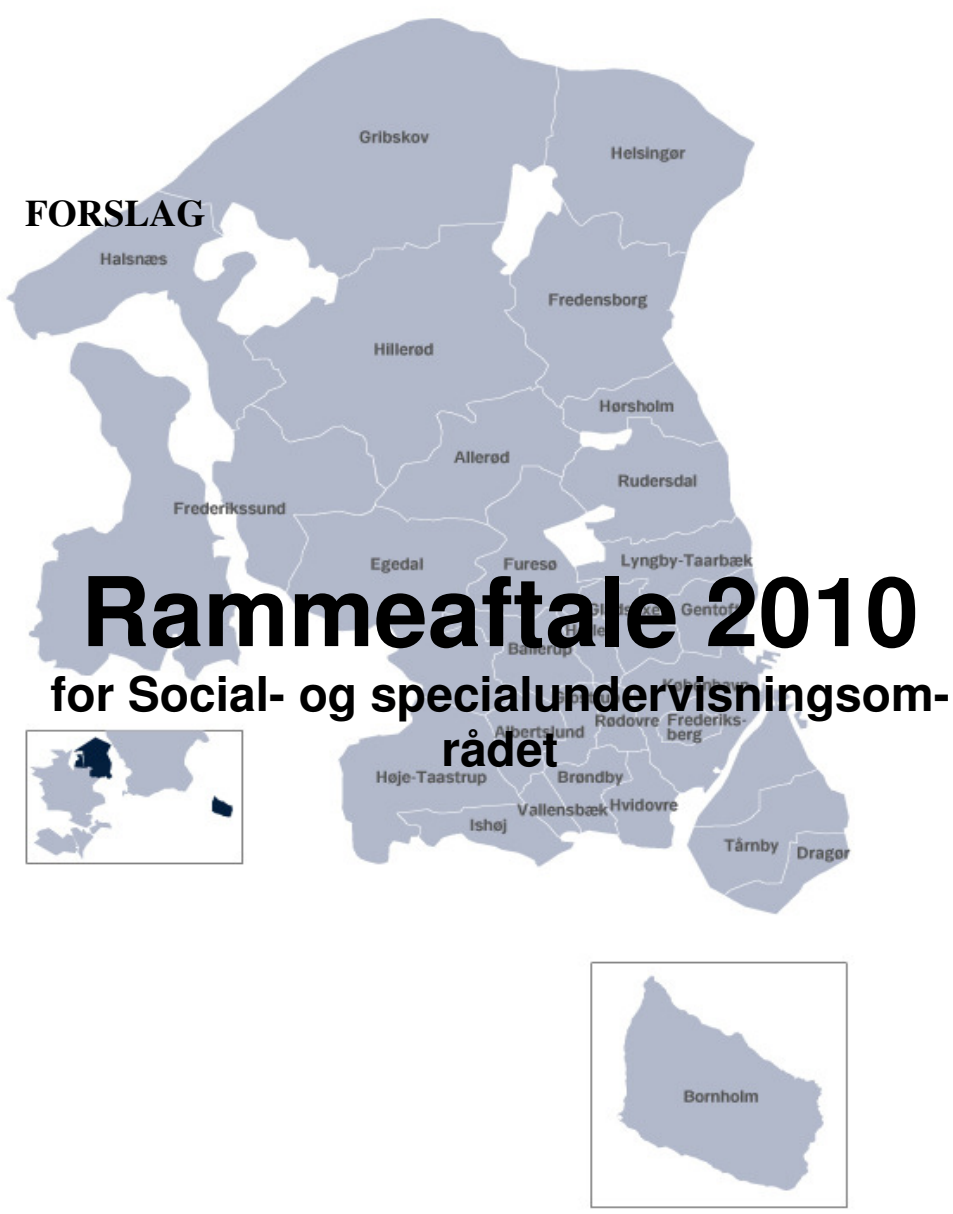 Gribskov
Helsingør
FORSLAG
Halsnæs
Fredensborg
Hillerød
Hørsholm
Allerød
Rudersdal
Frederikssund
Egedal
Furesø
Lyngby-Taarbæk
Rammeaftale 2010
Ballerup
for Social- og specialundervisningsom-
rådet
Albertslund
Rødovre
Frederiks-
berg
Høje-Taastrup
Brøndby
Vallensbæk
Hvidovre
Ishøj
Tårnby
Dragør
Bornholm